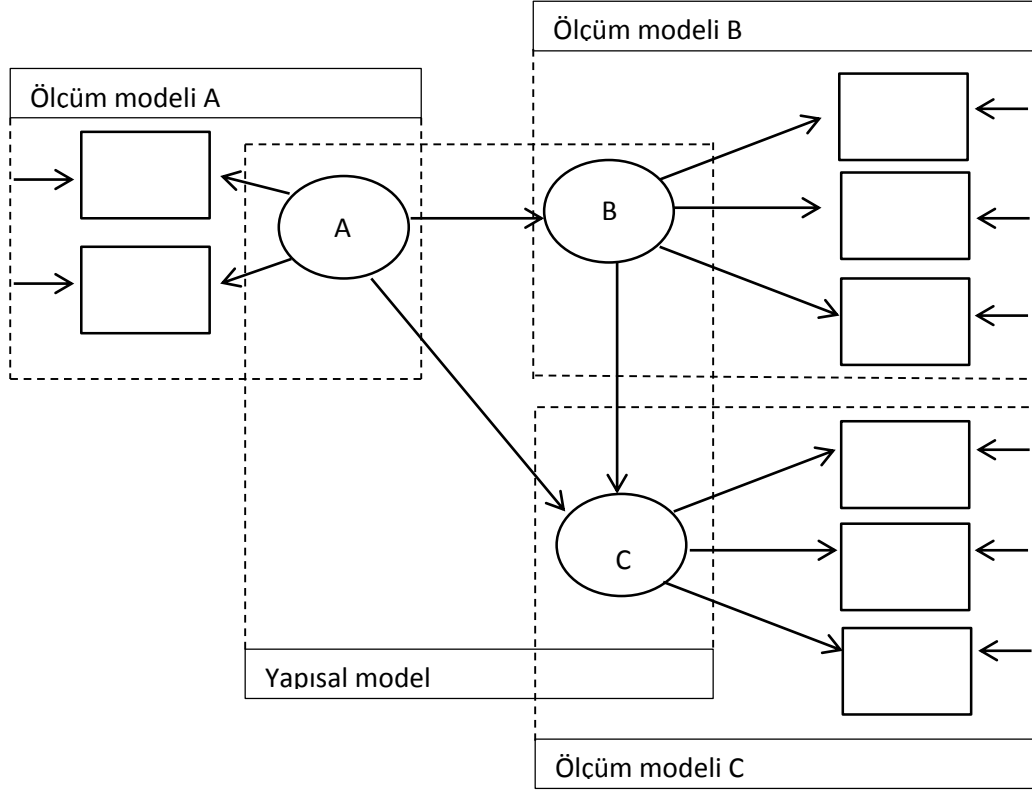 Ölçüm modeli B
Ölçüm modeli A
A
B
C
Yapısal model
Ölçüm modeli C